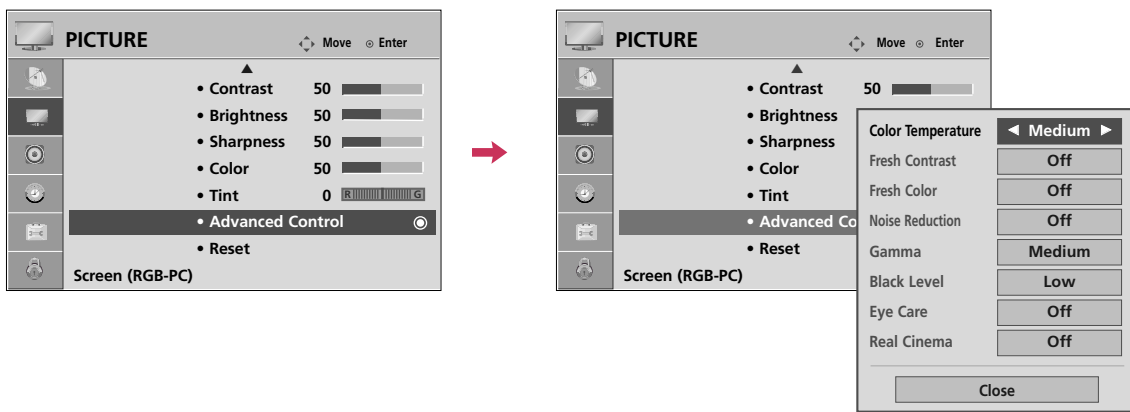 PICTURE Move Enter
• Contrast 50
• Brightness 50
• Sharpness 50
• Color 50
• Tint 0 R G
• Advanced Control
• Reset
Screen (RGB-PC)
PICTURE Move Enter
• Contrast 50
• Brightness
• Sharpness
• Color
• Tint
• Advanced Co
• Reset
Screen (RGB-PC)
Color Temperature Medium
Fresh Contrast Off
Fresh Color Off
Noise Reduction Off
Gamma Medium
Black Level Low
Eye Care Off
Real Cinema Off
Close